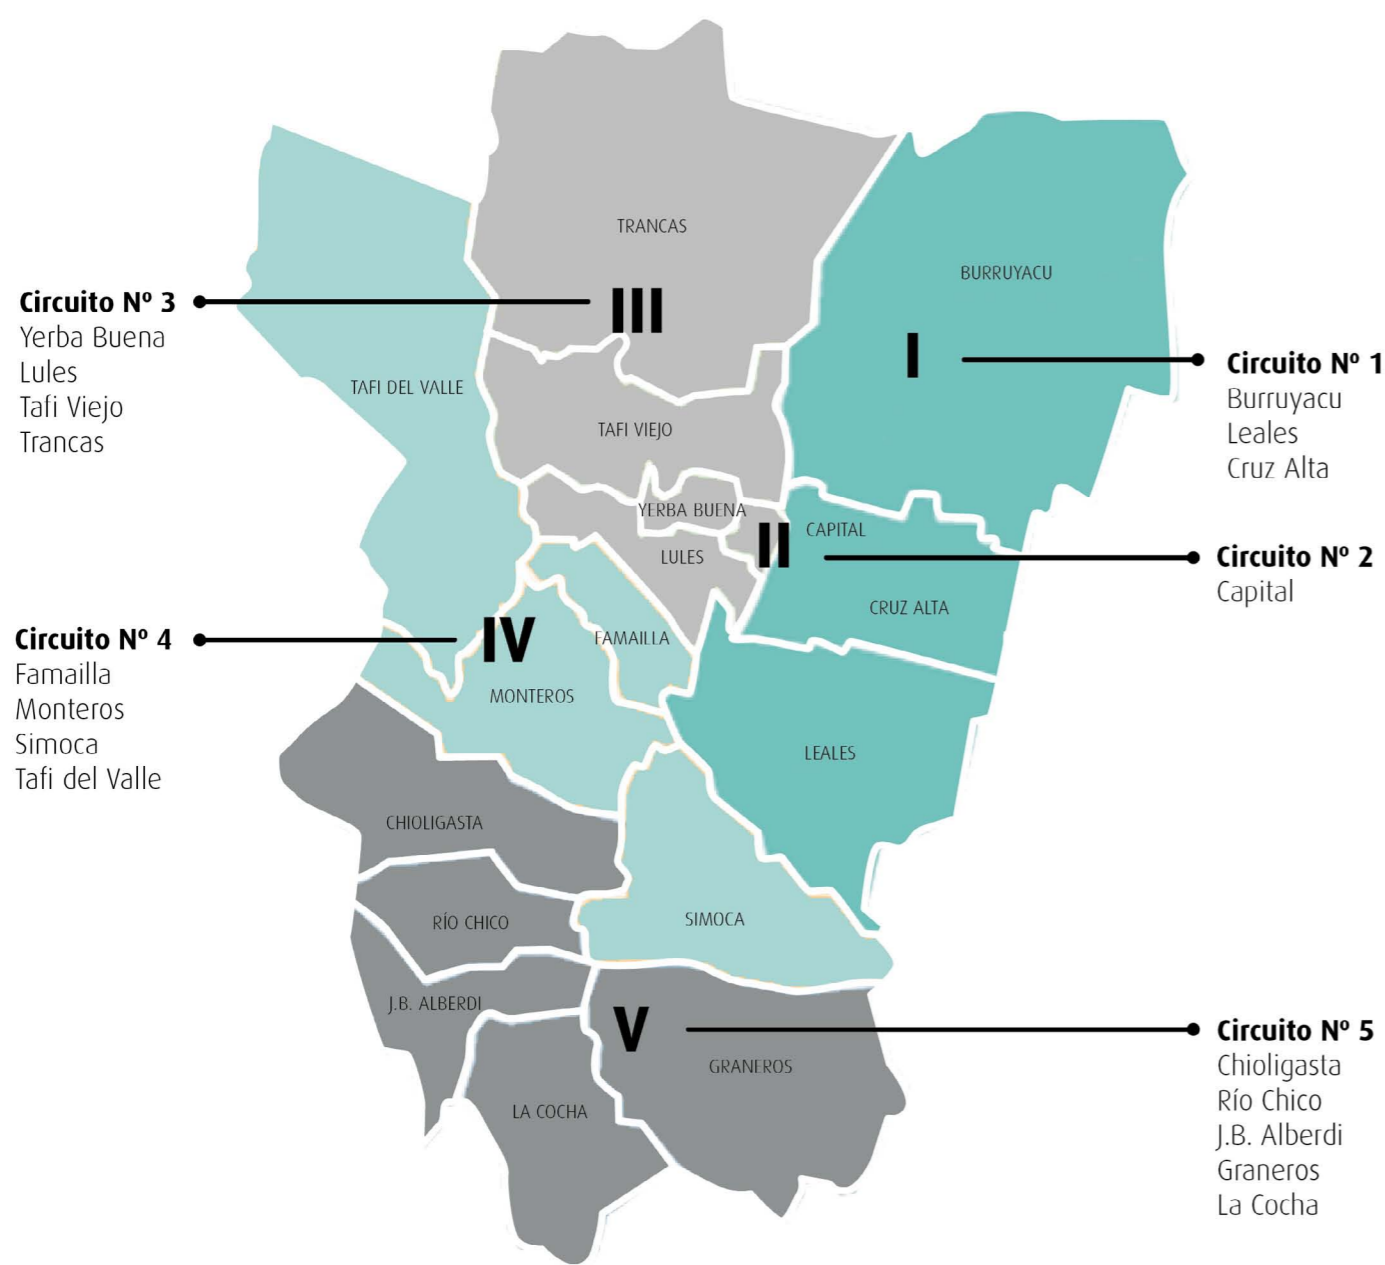 TRANCAS
BURRUYACU
III
Circuito Nº 3
Yerba Buena
Lules
Tafi Viejo
Trancas
I
Circuito Nº 1
Burruyacu
Leales
Cruz Alta
TAFI DEL VALLE
TAFI VIEJO
YERBA BUENA
LULES
II
CAPITAL
Circuito Nº 2
Capital
CRUZ ALTA
Circuito Nº 4
Famailla
Monteros
Simoca
Tafi del Valle
IV
FAMAILLA
MONTEROS
LEALES
CHIOLIGASTA
RÍO CHICO
SIMOCA
J.B. ALBERDI
V
GRANEROS
LA COCHA
Circuito Nº 5
Chioligasta
Río Chico
J.B. Alberdi
Graneros
La Cocha